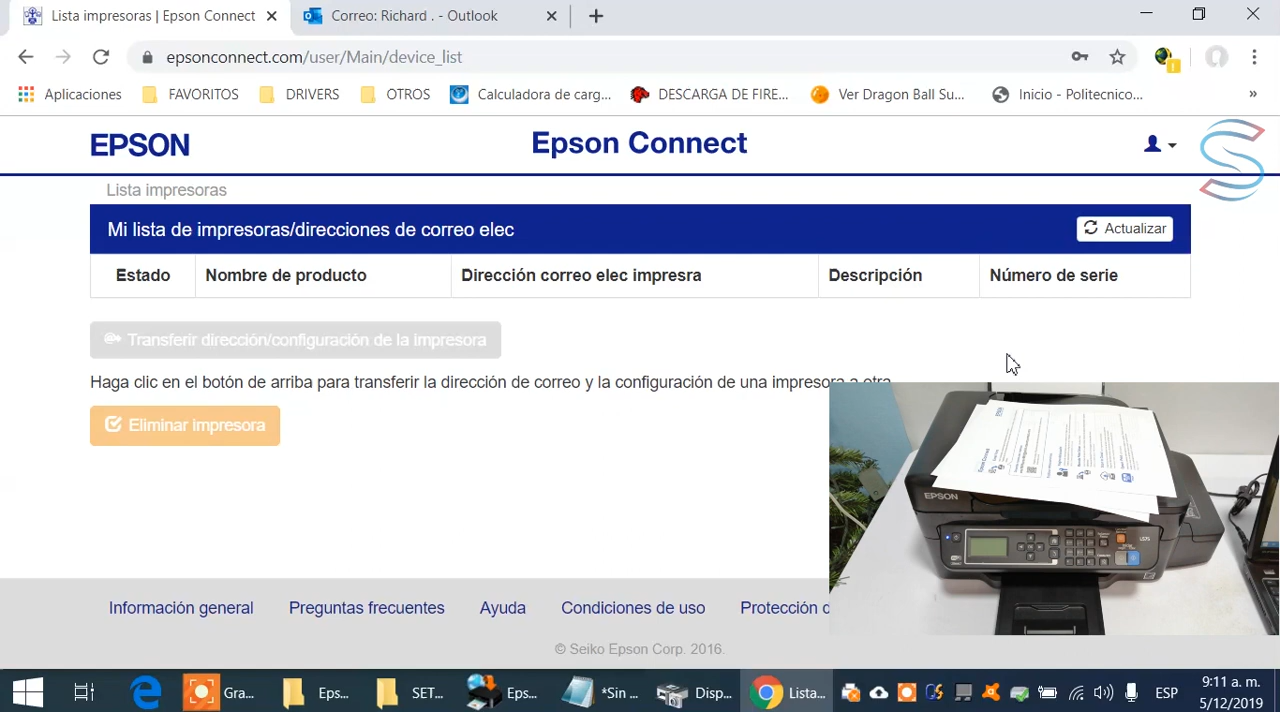 Lista impresoras | Epson Connect
Correo: Richard . - Outlook
epsonconnect.com/user/Main/device_list
Aplicaciones
FAVORITOS
DRIVERS
OTROS
Calculadora de carg...
DESCARGA DE FIRE...
Ver Dragon Ball Su...
Inicio - Politecnico...
»
EPSON
Epson Connect
Lista impresoras
Mi lista de impresoras/direcciones de correo elec
Actualizar
Estado
Nombre de producto
Dirección correo elec impresra
Descripción
Número de serie
Transferir dirección/configuración de la impresora
Haga clic en el botón de arriba para transferir la dirección de correo y la configuración de una impresora a otra
Eliminar impresora
EPSON
Información general
Preguntas frecuentes
Ayuda
Condiciones de uso
Protección
© Seiko Epson Corp. 2016.
Gra...
Eps...
SET...
Eps...
*Sin ...
Disp...
Lista...
ESP
9:11 a. m.
5/12/2019